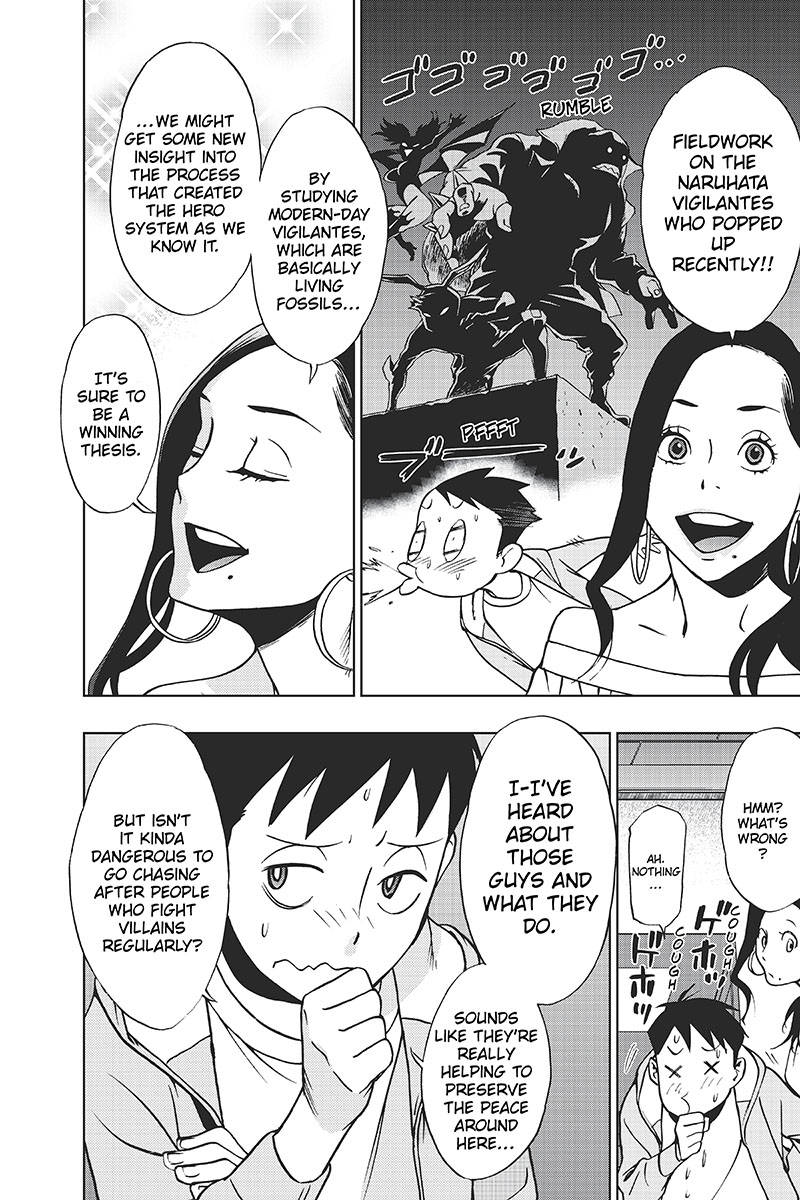 FIELDWORK
ON THE
NARUHATA
VIGILANTES
WHO POPPED
UP
RECENTLY!!
ゴゴゴゴゴゴ…
RUMBLE
PFFFT
ブーーッ
BY
STUDYING
MODERN-DAY
VIGILANTES,
WHICH ARE
BASICALLY
LIVING
FOSSILS...
...WE MIGHT
GET SOME NEW
INSIGHT INTO
THE PROCESS
THAT CREATED
THE HERO
SYSTEM AS WE
KNOW IT.
IT'S
SURE TO
BE A
WINNING
THESIS.
HMM?
WHAT'S
WRONG
?
AH.
NOTHING
...
COUGH
ゲホッ
COUGH
ゲホ
I-I'VE
HEARD
ABOUT
THOSE
GUYS AND
WHAT THEY
DO.
SOUNDS
LIKE THEY'RE
REALLY
HELPING TO
PRESERVE
THE PEACE
AROUND
HERE...
BUT ISN'T
IT KINDA
DANGEROUS TO
GO CHASING
AFTER PEOPLE
WHO FIGHT
VILLAINS
REGULARLY?